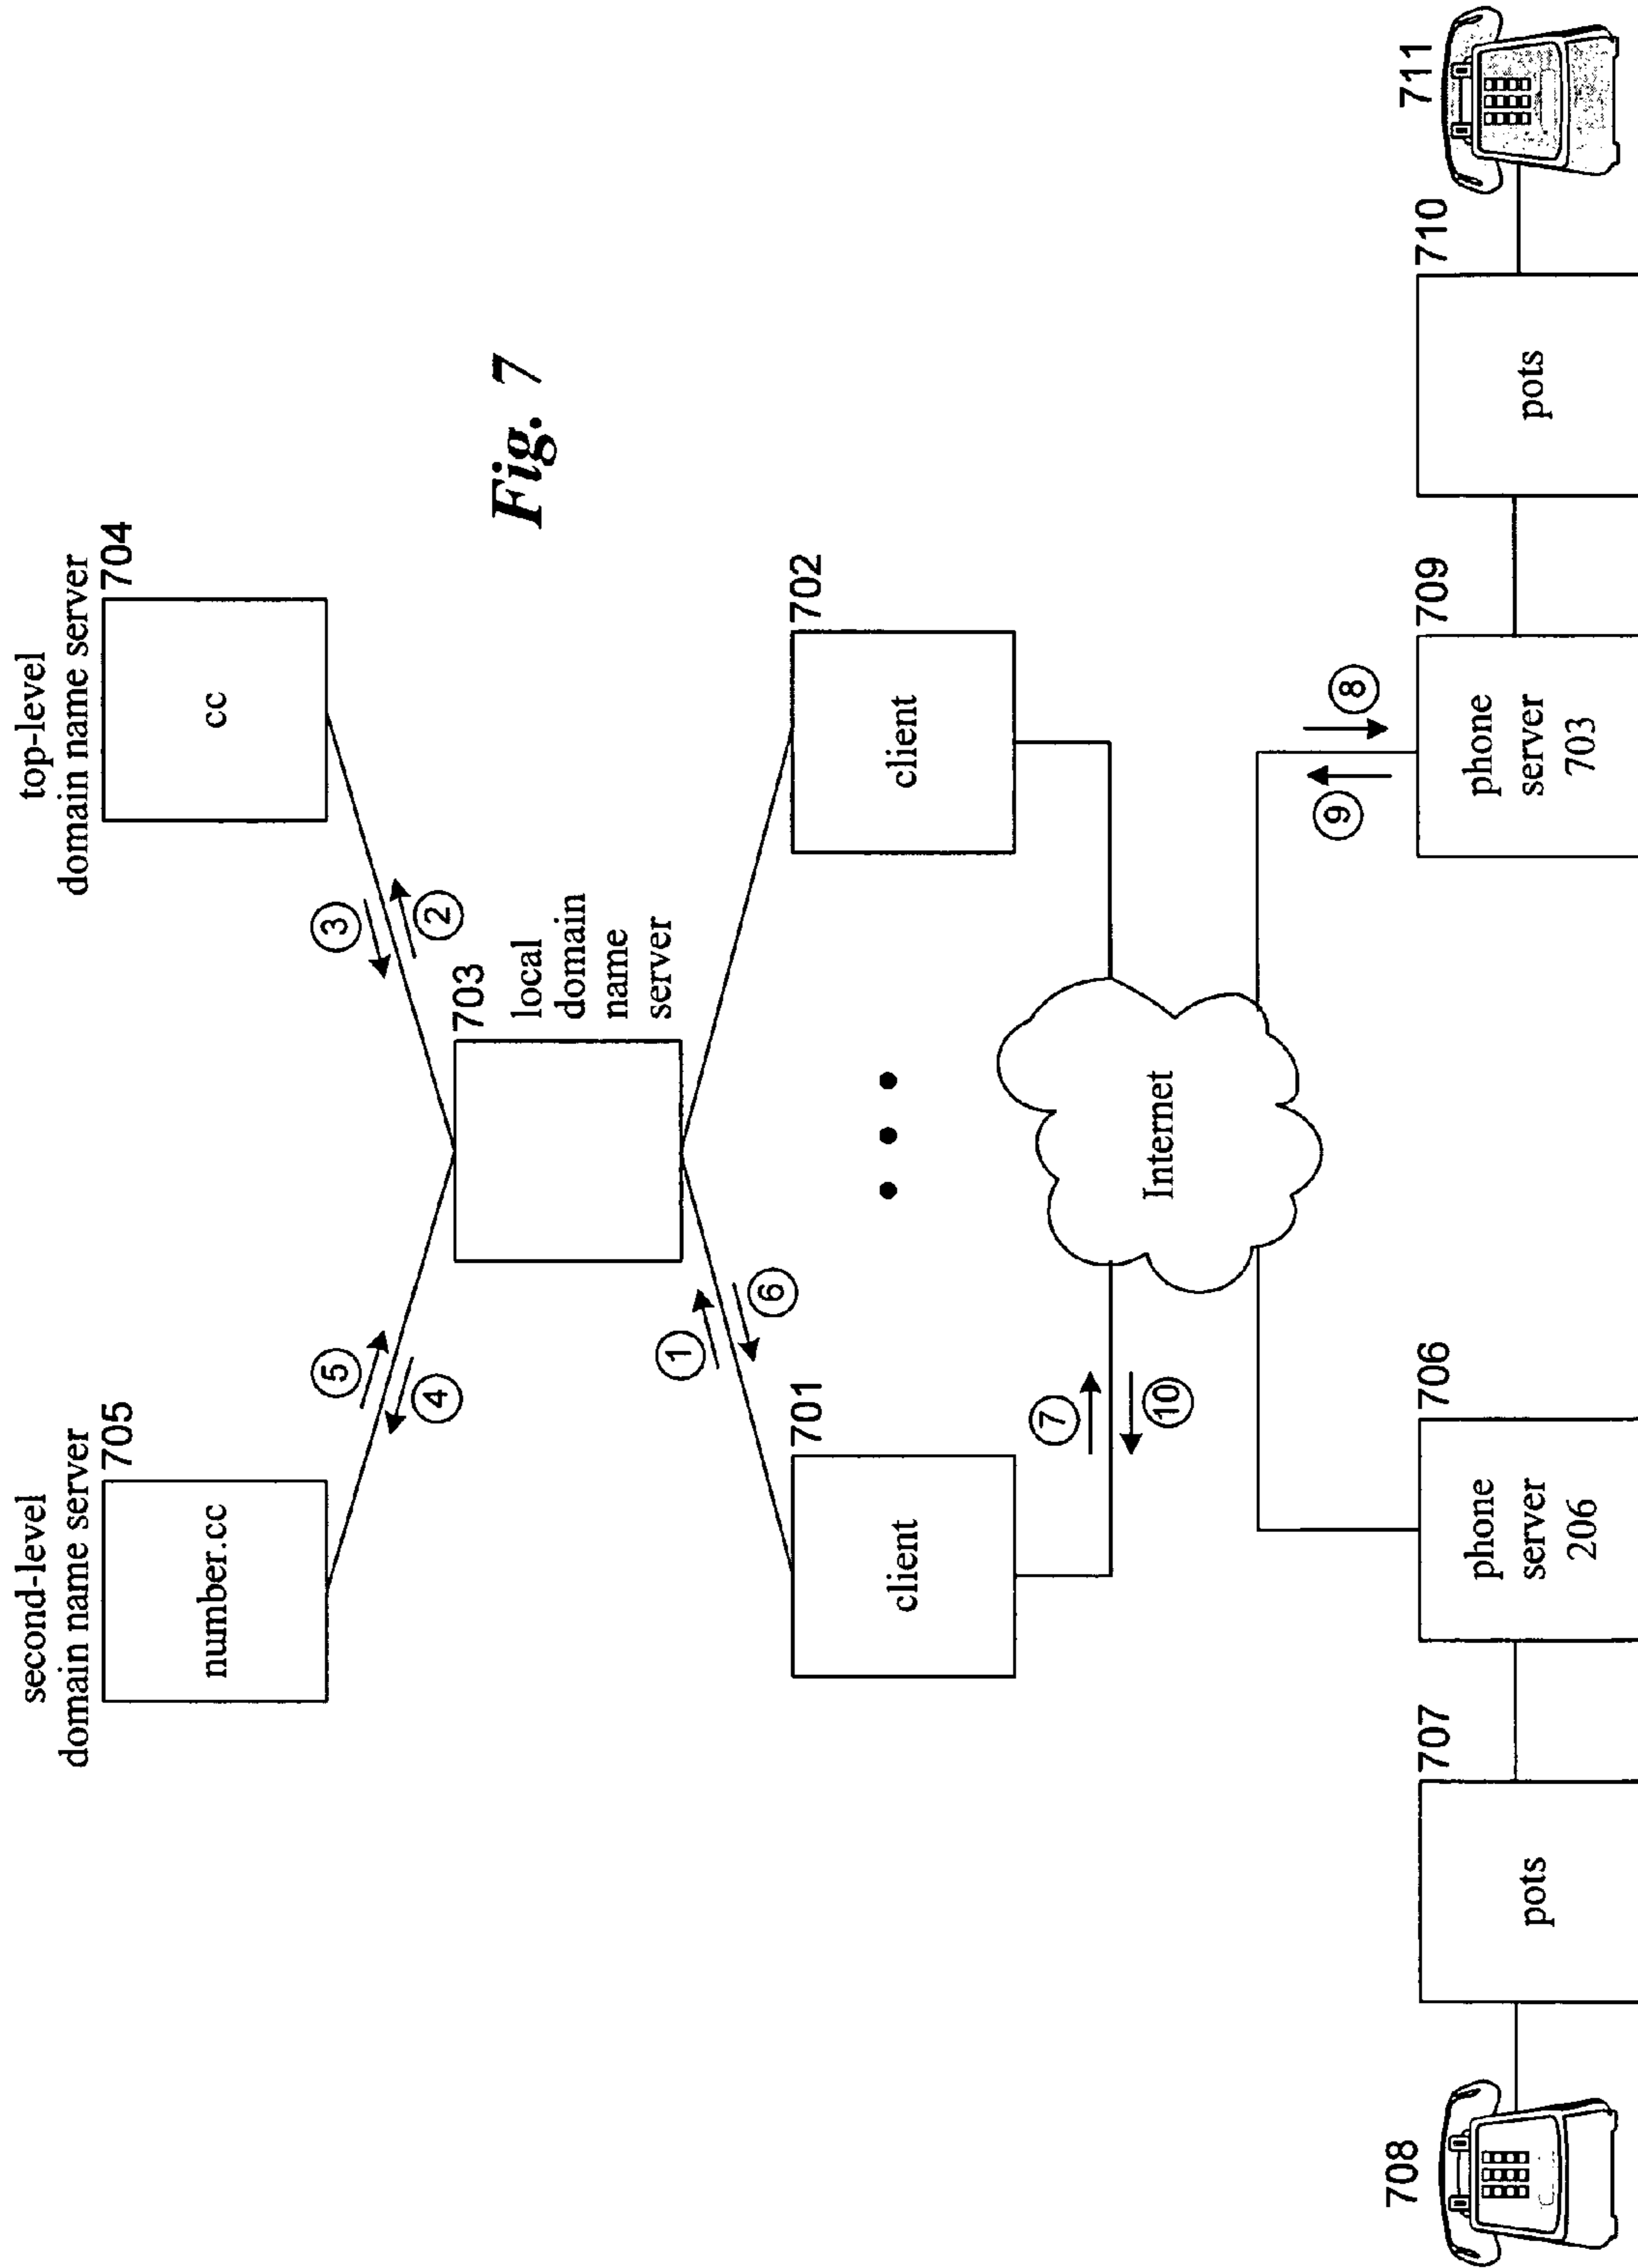 second-level
domain name server
705
number.cc
top-level
domain name server
704
cc
5
4
3
2
703
local
domain
name
server
Fig. 7
1
6
701
client
702
client
7
10
Internet
9
8
708
707
pots
706
phone
server
206
709
phone
server
703
710
pots
711